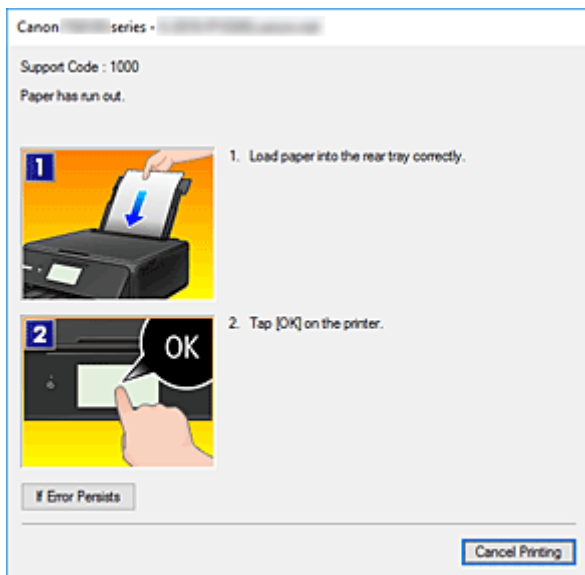 Canon series -
Support Code : 1000
Paper has run out.
1
1. Load paper into the rear tray correctly.
2
OK
2. Tap [OK] on the printer.
If Error Persists
Cancel Printing